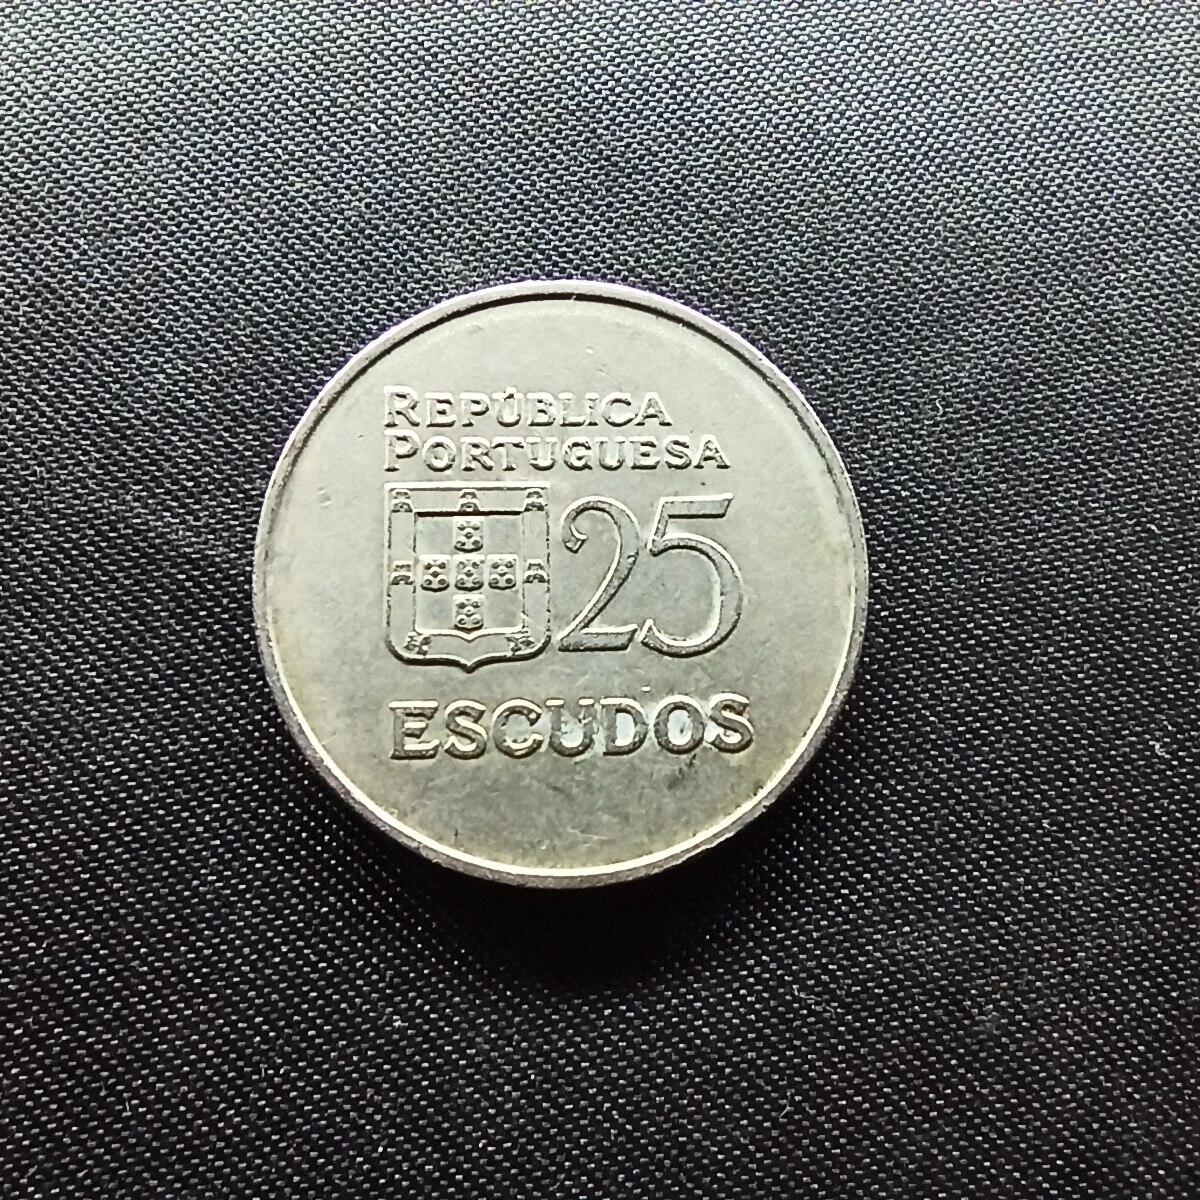 REPÚBLICA
PORTUGUESA
25
ESCUDOS